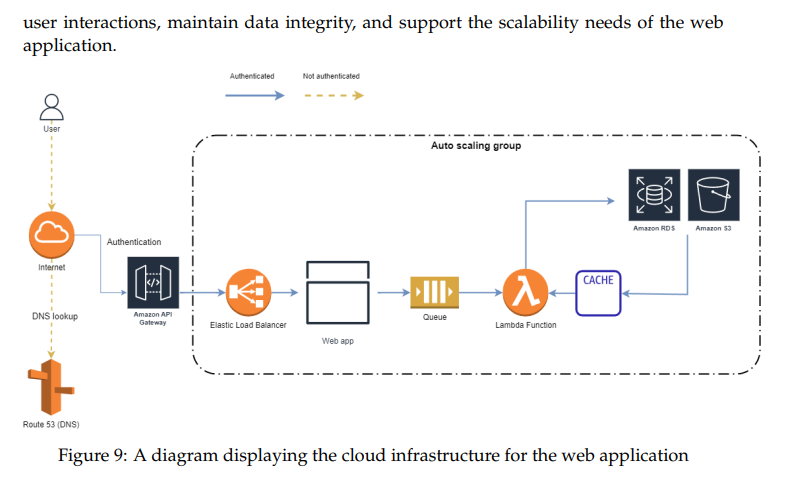 user interactions, maintain data integrity, and support the scalability needs of the web
application.
Authenticated
Not authenticated
User
Auto scaling group
Amazon RDS
Amazon S3
Authentication
Internet
</>
CACHE
DNS lookup
Amazon API
Gateway
Elastic Load Balancer
Queue
Lambda Function
Web app
Route 53 (DNS)
Figure 9: A diagram displaying the cloud infrastructure for the web application